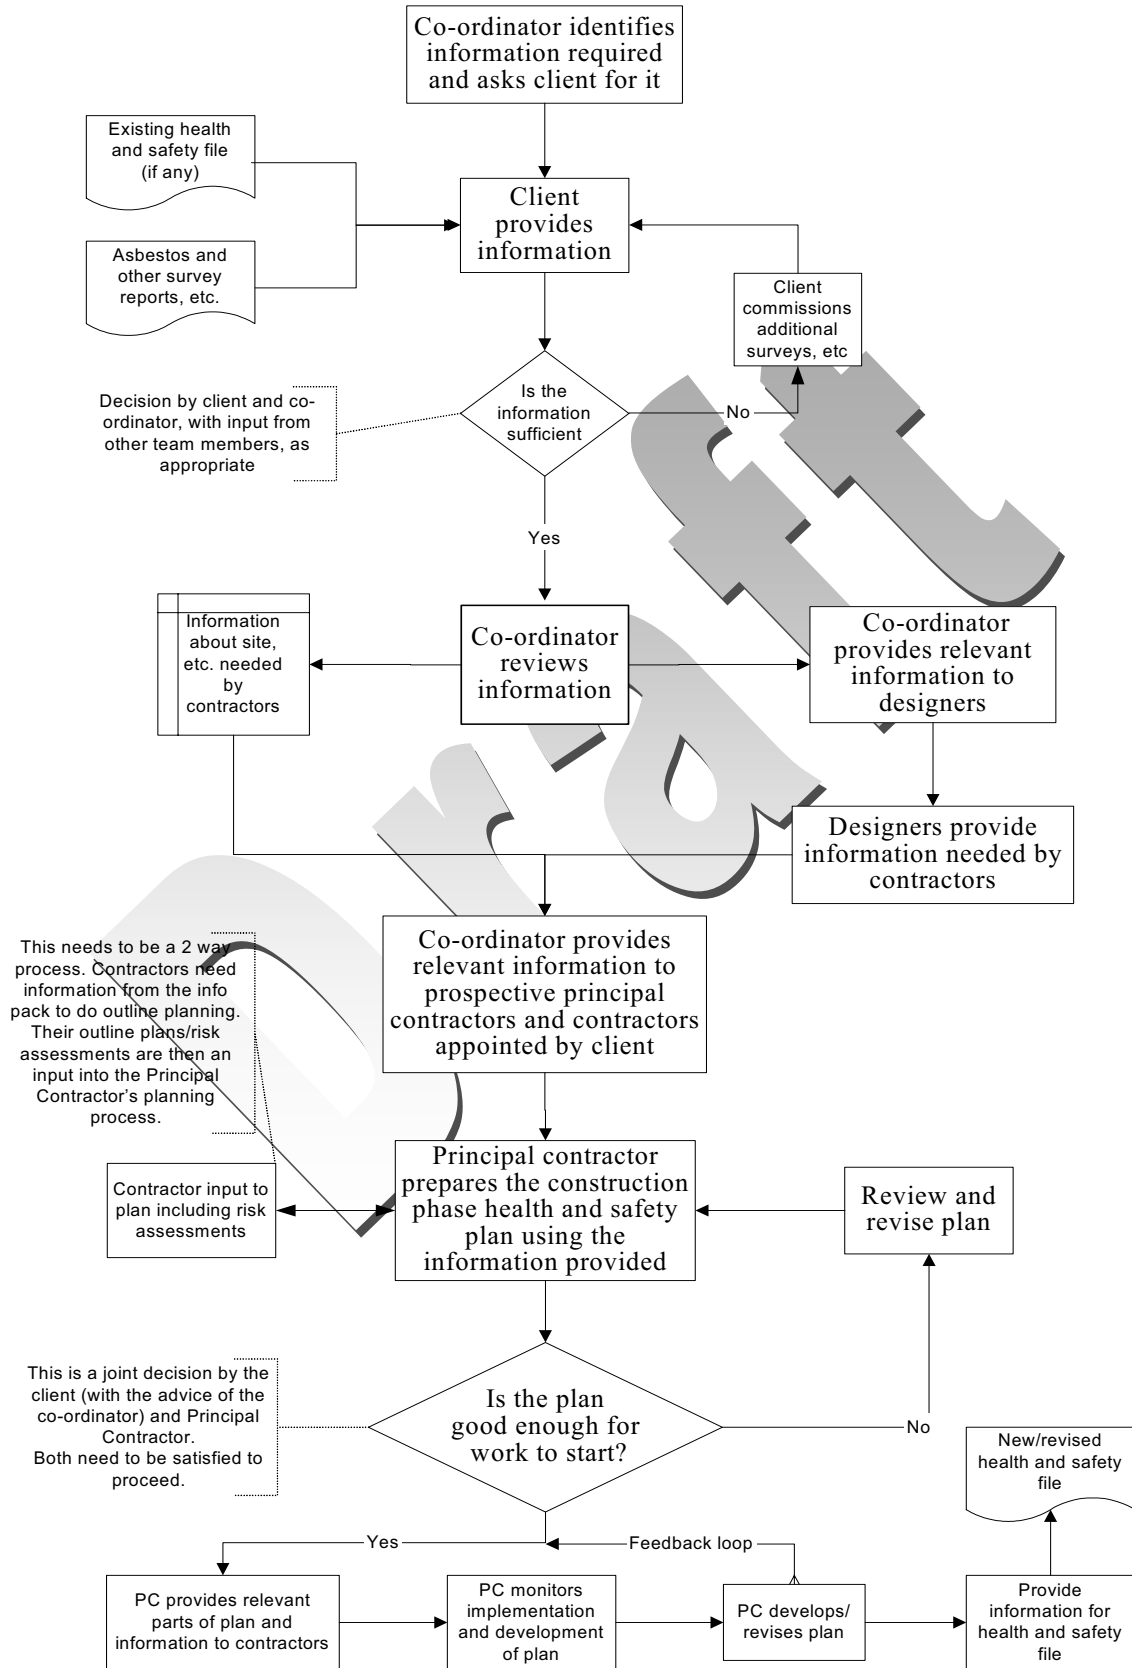 Co-ordinator identifies
information required
and asks client for it
Existing health
and safety file
(if any)
Client
provides
information
Asbestos and
other survey
reports, etc.
Client
commissions
additional
surveys, etc
Is the
information
sufficient
No
Decision by client and co-
ordinator, with input from
other team members, as
appropriate
Yes
Information
about site,
etc. needed
by
contractors
Co-ordinator
reviews
information
Co-ordinator
provides relevant
information to
designers
Designers provide
information needed by
contractors
Draft
Co-ordinator provides
relevant information to
prospective principal
contractors and contractors
appointed by client
This needs to be a 2 way
process. Contractors need
information from the info
pack to do outline planning.
Their outline plans/risk
assessments are then an
input into the Principal
Contractor's planning
process.
Contractor input to
plan including risk
assessments
Principal contractor
prepares the construction
phase health and safety
plan using the
information provided
Review and
revise plan
This is a joint decision by the
client (with the advice of the
co-ordinator) and Principal
Contractor.
Both need to be satisfied to
proceed.
Is the plan
good enough for
work to start?
No
New/revised
health and safety
file
Yes
Feedback loop
PC provides relevant
parts of plan and
information to contractors
PC monitors
implementation
and development
of plan
PC develops/
revises plan
Provide
information for
health and safety
file